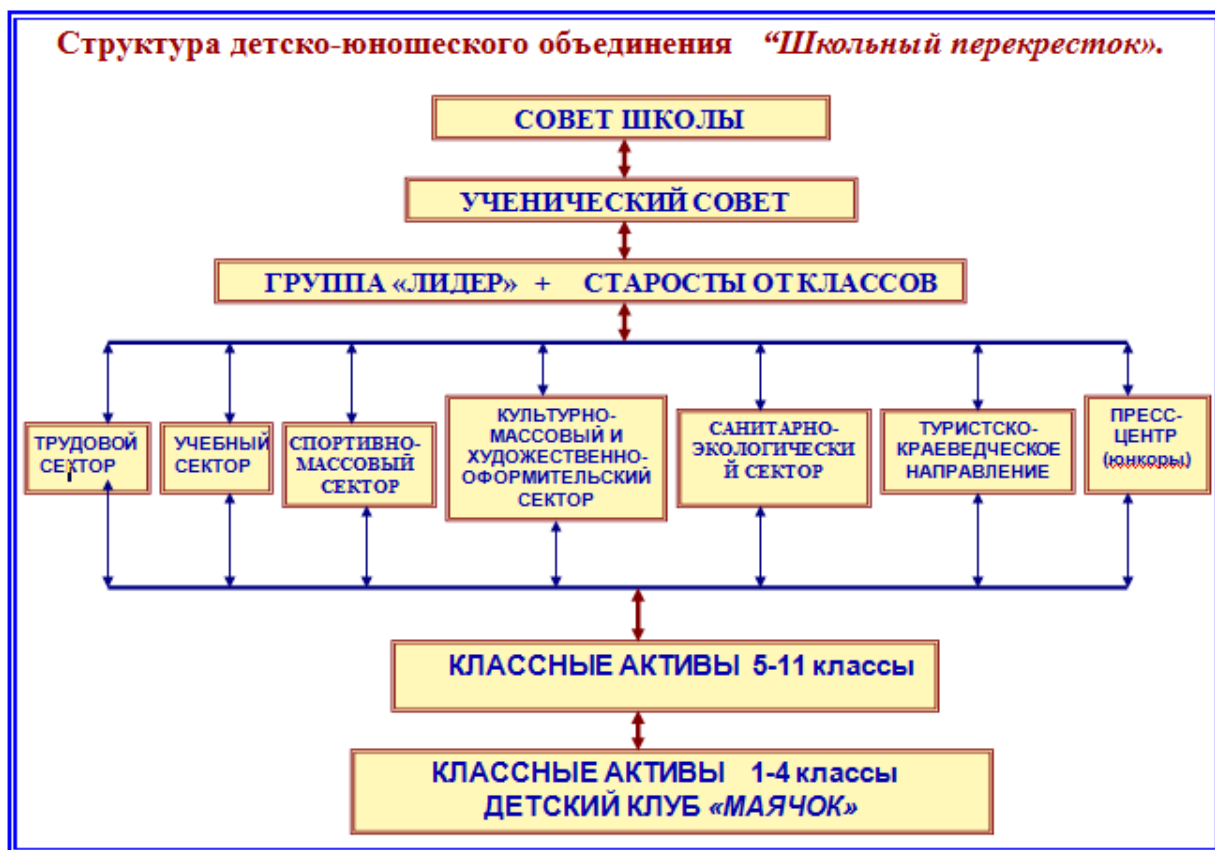 Структура детско-юношеского объединения “Школьный перекресток».
СОВЕТ ШКОЛЫ
УЧЕНИЧЕСКИЙ СОВЕТ
ГРУППА «ЛИДЕР» + СТАРОСТЫ ОТ КЛАССОВ
ТРУДОВОЙ
СЕКТОР
УЧЕБНЫЙ
СЕКТОР
СПОРТИВНО-
МАССОВЫЙ
СЕКТОР
КУЛЬТУРНО-
МАССОВЫЙ И
ХУДОЖЕСТВЕННО-
ОФОРМИТЕЛЬСКИЙ
СЕКТОР
САНИТАРНО-
ЭКОЛОГИЧЕСКИ
Й СЕКТОР
ТУРИСТСКО-
КРАЕВЕДЧЕСКОЕ
НАПРАВЛЕНИЕ
ПРЕСС-
ЦЕНТР
(юнкоры)
КЛАССНЫЕ АКТИВЫ 5-11 классы
КЛАССНЫЕ АКТИВЫ 1-4 классы
ДЕТСКИЙ КЛУБ «МАЯЧОК»